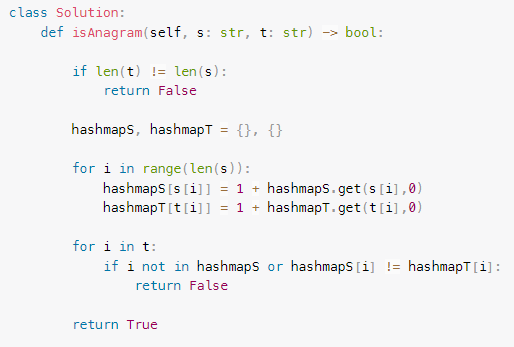 class Solution:
    def isAnagram(self, s: str, t: str) -> bool:
        if len(t) != len(s):
            return False
        hashmapS, hashmapT = {}, {}
        for i in range(len(s)):
            hashmapS[s[i]] = 1 + hashmapS.get(s[i],0)
            hashmapT[t[i]] = 1 + hashmapT.get(t[i],0)
        for i in t:
            if i not in hashmapS or hashmapS[i] != hashmapT[i]:
                return False
        return True